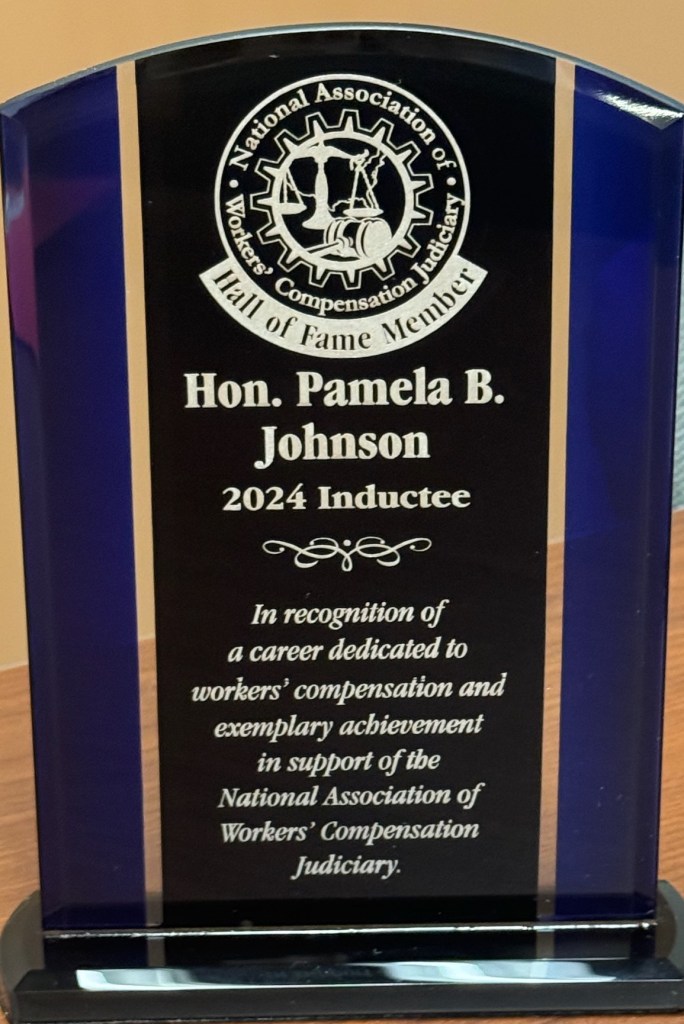 National Association of
Workers' Compensation Judiciary
Hall of Fame Member
Hon. Pamela B.
Johnson
2024 Inductee
In recognition of
a career dedicated to
workers' compensation and
exemplary achievement
in support of the
National Association of
Workers' Compensation
Judiciary.